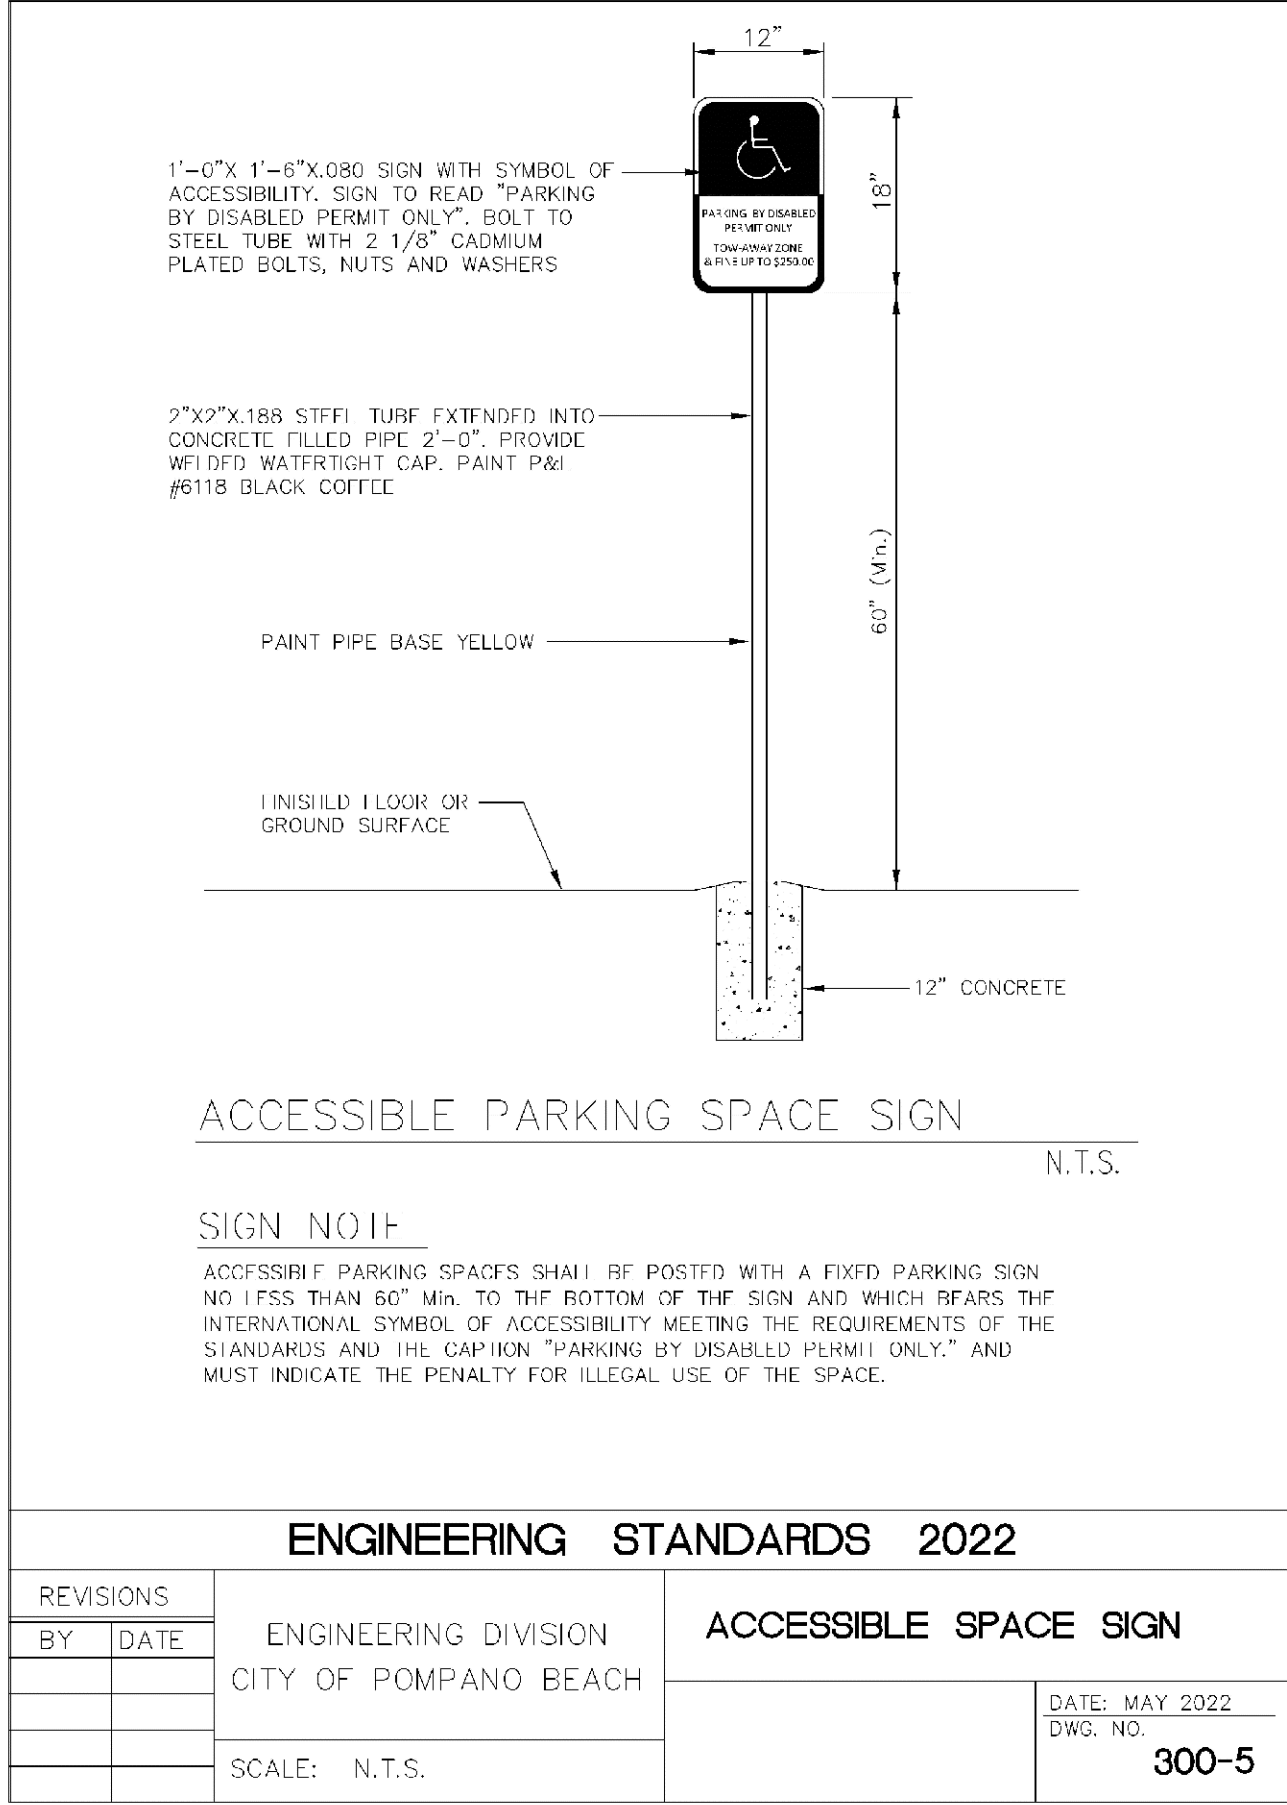 12”
1'-0”X 1'-6”X.080 SIGN WITH SYMBOL OF
ACCESSIBILITY. SIGN TO READ "PARKING
BY DISABLED PERMIT ONLY". BOLT TO
STEEL TUBE WITH 2 1/8” CADMIUM
PLATED BOLTS, NUTS AND WASHERS
PARKING BY DISABLED
PERMIT ONLY
TOW-AWAY ZONE
& FINE UP TO $250.00
18”
2”X2”X.188 STEEL TUBE EXTENDED INTO
CONCRETE FILLED PIPE 2'-0". PROVIDE
WELDED WATERTIGHT CAP. PAINT P&L
#6118 BLACK COFFEE
60” (Min.)
PAINT PIPE BASE YELLOW
FINISHED FLOOR OR
GROUND SURFACE
12” CONCRETE
ACCESSIBLE PARKING SPACE SIGN
N.T.S.
SIGN NOTE
ACCESSIBLE PARKING SPACES SHALL BE POSTED WITH A FIXED PARKING SIGN
NO LESS THAN 60” Min. TO THE BOTTOM OF THE SIGN AND WHICH BEARS THE
INTERNATIONAL SYMBOL OF ACCESSIBILITY MEETING THE REQUIREMENTS OF THE
STANDARDS AND THE CAPTION "PARKING BY DISABLED PERMIT ONLY." AND
MUST INDICATE THE PENALTY FOR ILLEGAL USE OF THE SPACE.
ENGINEERING STANDARDS 2022
REVISIONS
BY DATE
ENGINEERING DIVISION
CITY OF POMPANO BEACH
SCALE: N.T.S.
ACCESSIBLE SPACE SIGN
DATE: MAY 2022
DWG. NO.
300-5